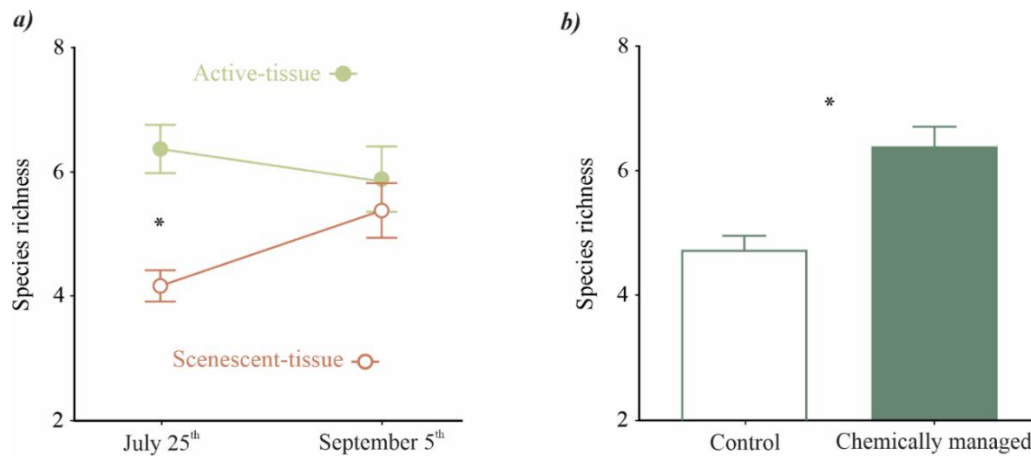 a)
Species richness
8
6
4
2
Active-tissue
*
Scenescent-tissue
July 25th
September 5th
b)
Species richness
8
6
4
2
*
Control
Chemically managed